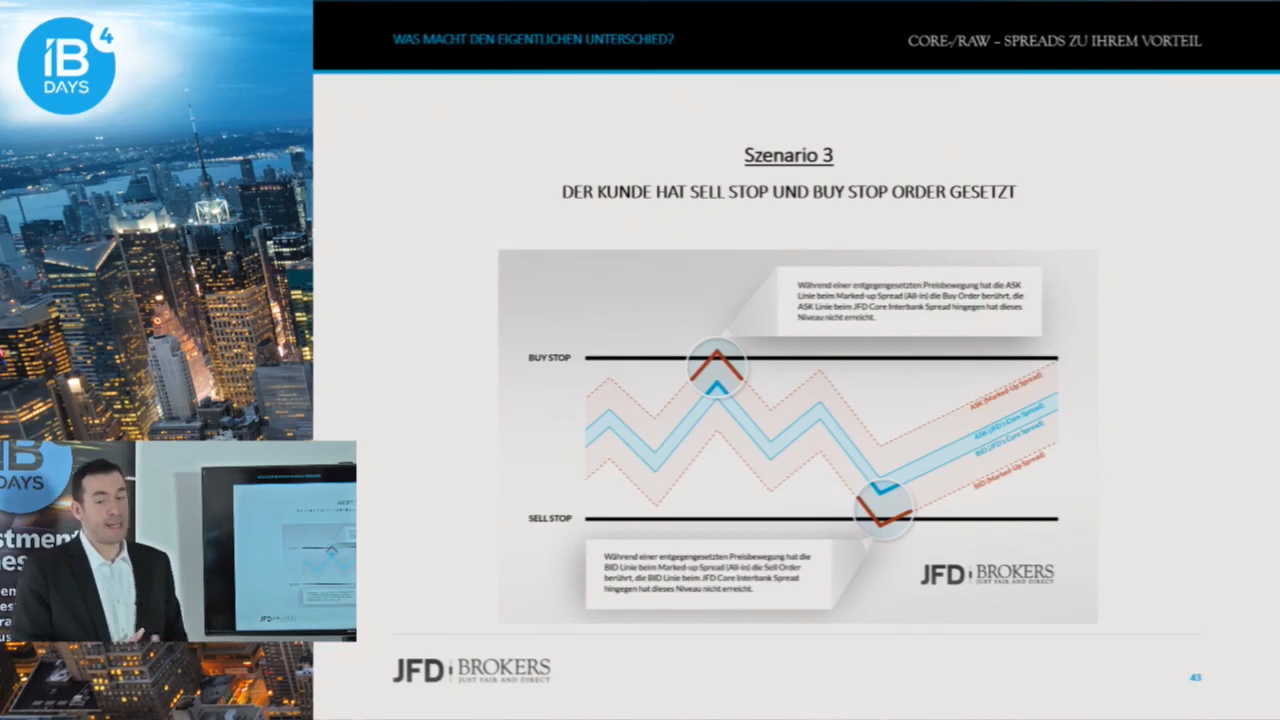 iB 4
DAYS
WAS MACHT DEN EIGENTLICHEN UNTERSCHIED?
CORE-/RAW – SPREADS ZU IHREM VORTEIL
Szenario 3
DER KUNDE HAT SELL STOP UND BUY STOP ORDER GESETZT
Während einer entgegengesetzten Preisbewegung hat die ASK
Linie beim Marked-up Spread (All-in) die Buy Order berührt, die
ASK Linie beim JFD Core Interbank Spread hingegen hat dieses
Niveau nicht erreicht.
BUY STOP
ASK (Marked-Up Spread)
ASK (JFD's Core Spread)
BID (JFD's Core Spread)
BID (Marked-Up Spread)
SELL STOP
Während einer entgegengesetzten Preisbewegung hat die
BID Linie beim Marked-up Spread (All-in) die Sell Order
berührt, die BID Linie beim JFD Core Interbank Spread
hingegen hat dieses Niveau nicht erreicht.
JFD BROKERS
JUST FAIR AND DIRECT
IB
DAYS
JFD BROKERS
JUST FAIR AND DIRECT
43